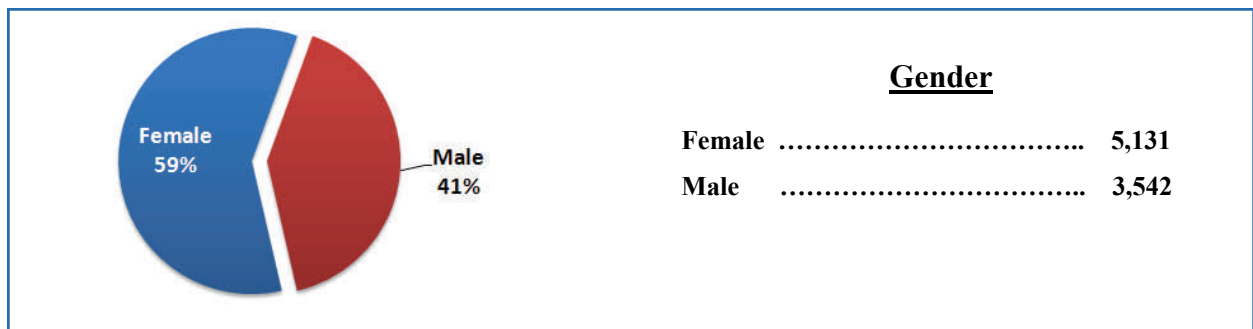 Female
59%
Male
41%
Gender
Female …………………………….. 5,131
Male …………………………….. 3,542